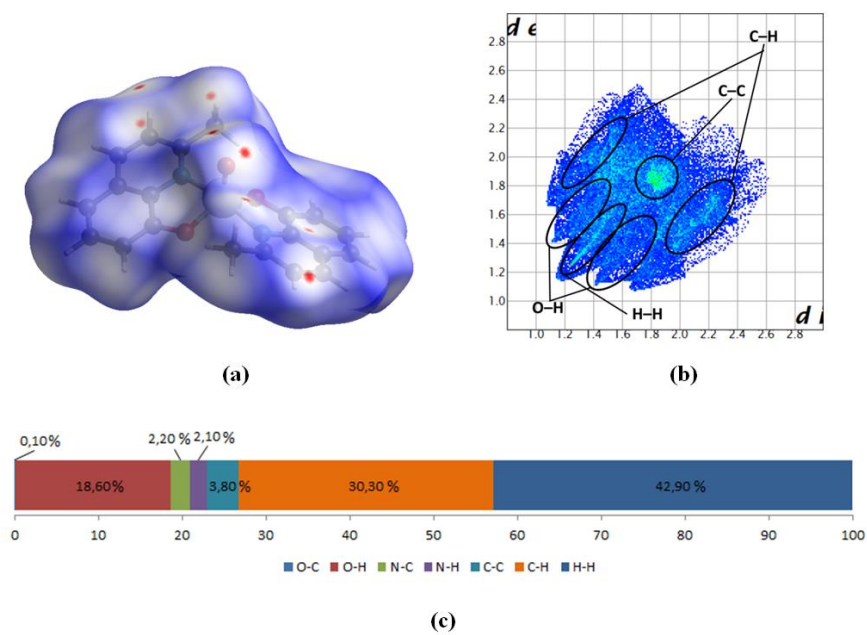 d e
2.8
2.6
2.4
2.2
2.0
1.8
1.6
1.4
1.2
1.0
C–H
C–C
O–H
H–H
d i
1.0 1.2 1.4 1.6 1.8 2.0 2.2 2.4 2.6 2.8
(a)
(b)
0,10%
2,20 %
2,10 %
18,60 %
3,80 %
30,30 %
42,90 %
0 10 20 30 40 50 60 70 80 90 100
O-C O-H N-C N-H C-C C-H H-H
(c)